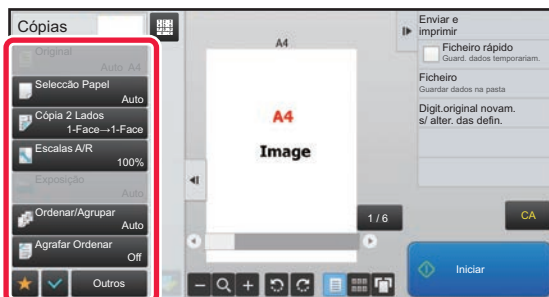 Cópias
Original
Auto A4
Selecção Papel
Auto
Cópia 2 Lados
1-Face→1-Face
Escalas A/R
100%
Exposição
Auto
Ordenar/Agrupar
Auto
Agrafar Ordenar
Off
Outros
A4
A4
Image
1 / 6
Enviar e
imprimir
Ficheiro rápido
Guard. dados temporariam.
Ficheiro
Guardar dados na pasta
Digit.original novam.
s/ alter. das defin.
CA
Iniciar